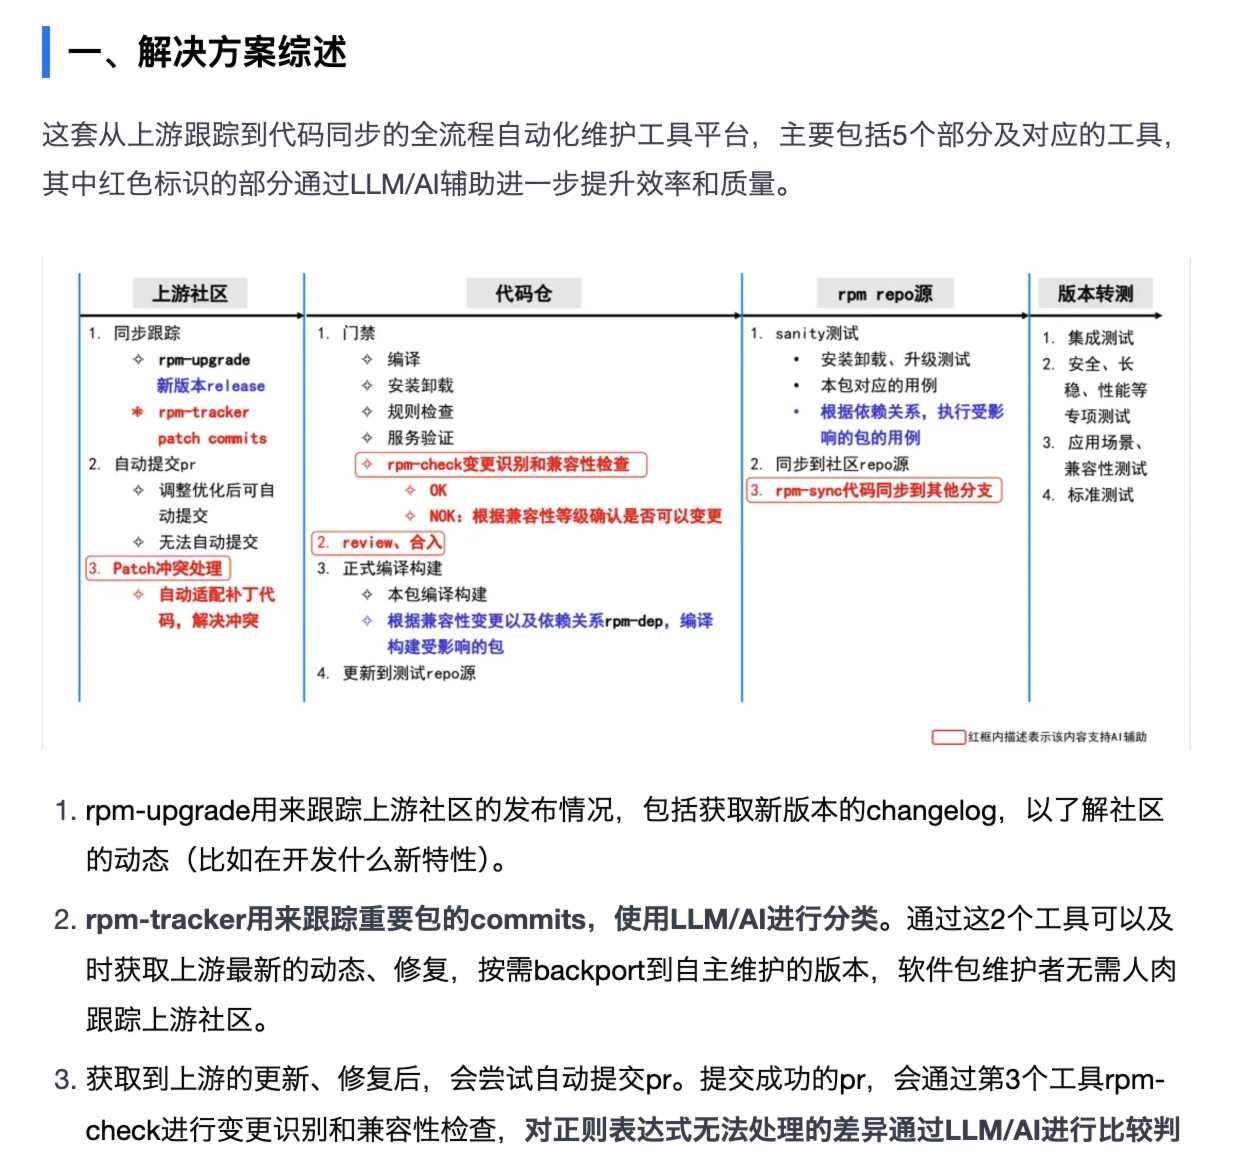 一、解决方案综述
这套从上游跟踪到代码同步的全流程自动化维护工具平台，主要包括5个部分及对应的工具，
其中红色标识的部分通过LLM/AI辅助进一步提升效率和质量。
上游社区
1. 同步跟踪
✧ rpm-upgrade
新版本release
* rpm-tracker
patch commits
2. 自动提交pr
✧ 调整优化后可自
动提交
✧ 无法自动提交
3. Patch冲突处理
✧ 自动适配补丁代
码，解决冲突
代码仓
1. 门禁
✧ 编译
✧ 安装卸载
✧ 规则检查
✧ 服务验证
✧ rpm-check变更识别和兼容性检查
✧ OK
✧ NOK：根据兼容性等级确认是否可以变更
2. review、合入
3. 正式编译构建
✧ 本包编译构建
✧ 根据兼容性变更以及依赖关系rpm-dep，编译
构建受影响的包
4. 更新到测试repo源
rpm repo源
1. sanity测试
• 安装卸载、升级测试
• 本包对应的用例
• 根据依赖关系，执行受影
响的包的用例
2. 同步到社区repo源
3. rpm-sync代码同步到其他分支
版本转测
1. 集成测试
2. 安全、长
稳、性能等
专项测试
3. 应用场景、
兼容性测试
4. 标准测试
红框内描述表示该内容支持AI辅助
1. rpm-upgrade用来跟踪上游社区的发布情况，包括获取新版本的changelog，以了解社区
的动态（比如在开发什么新特性）。
2. rpm-tracker用来跟踪重要包的commits，使用LLM/AI进行分类。通过这2个工具可以及
时获取上游最新的动态、修复，按需backport到自主维护的版本，软件包维护者无需人肉
跟踪上游社区。
3. 获取到上游的更新、修复后，会尝试自动提交pr。提交成功的pr，会通过第3个工具rpm-
check进行变更识别和兼容性检查，对正则表达式无法处理的差异通过LLM/AI进行比较判